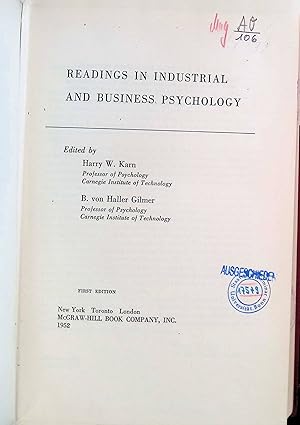 AO
106
READINGS IN INDUSTRIAL
AND BUSINESS PSYCHOLOGY
Edited by
Harry W. Karn
Professor of Psychology
Carnegie Institute of Technology
B. von Haller Gilmer
Professor of Psychology
Carnegie Institute of Technology
AUSGESCHIEDEN
FIRST EDITION
New York Toronto London
McGRAW-HILL BOOK COMPANY, INC.
1952